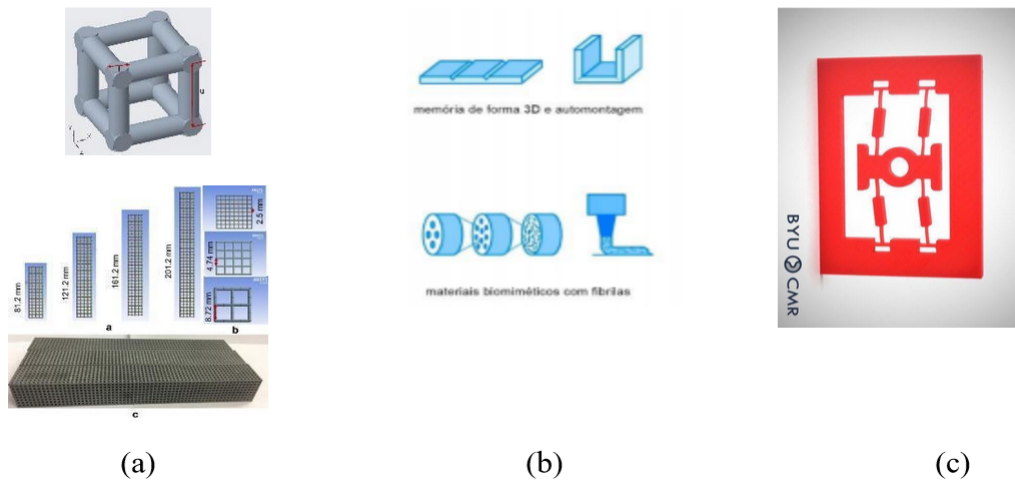 u
Y
X
81.2 mm
121.2 mm
161.2 mm
201.2 mm
2.5 mm
4.74 mm
8.72 mm
a
b
c
(a)
memória de forma 3D e automontagem
materiais biomiméticos com fibrilas
(b)
BYU CMR
(c)